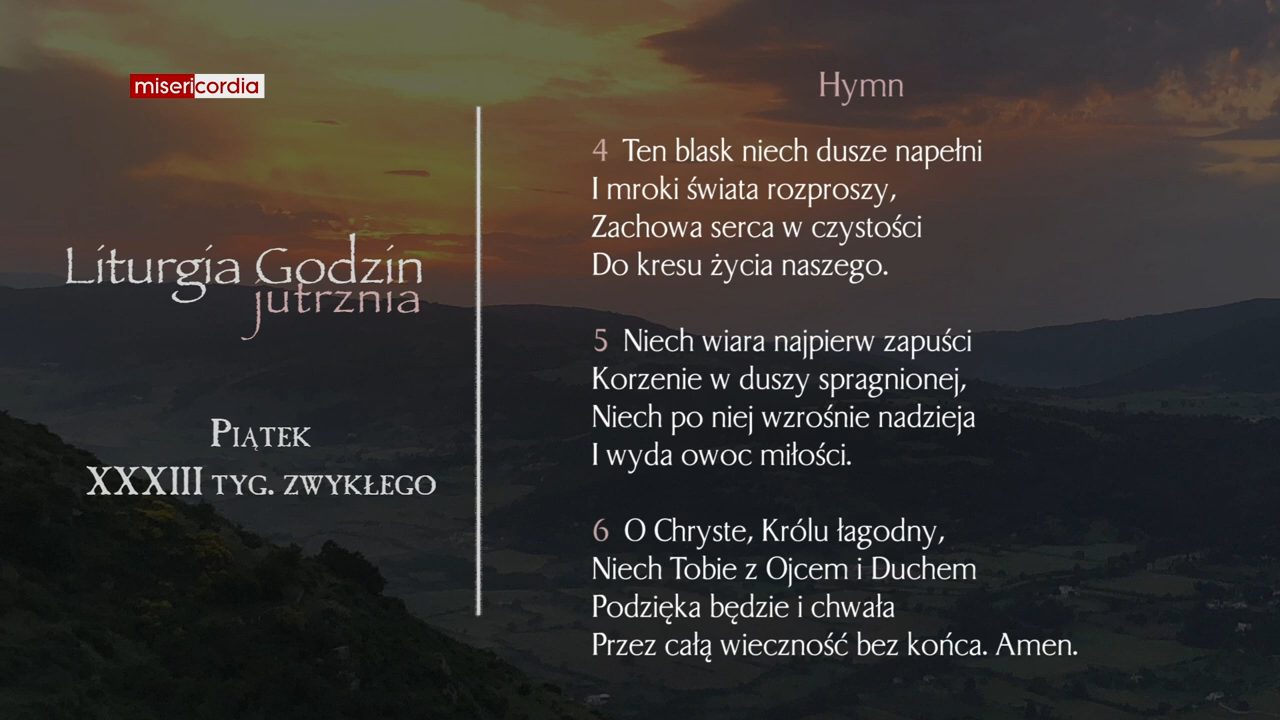 misericordia
Liturgia Godzin
jutrznia
Piątek
XXXIII tyg. zwykłego
Hymn
4 Ten blask niech dusze napełni
I mroki świata rozproszy,
Zachowa serca w czystości
Do kresu życia naszego.
5 Niech wiara najpierw zapuści
Korzenie w duszy spragnionej,
Niech po niej wzrośnie nadzieja
I wyda owoc miłości.
6 O Chryste, Królu łagodny,
Niech Tobie z Ojcem i Duchem
Podzięka będzie i chwała
Przez całą wieczność bez końca. Amen.